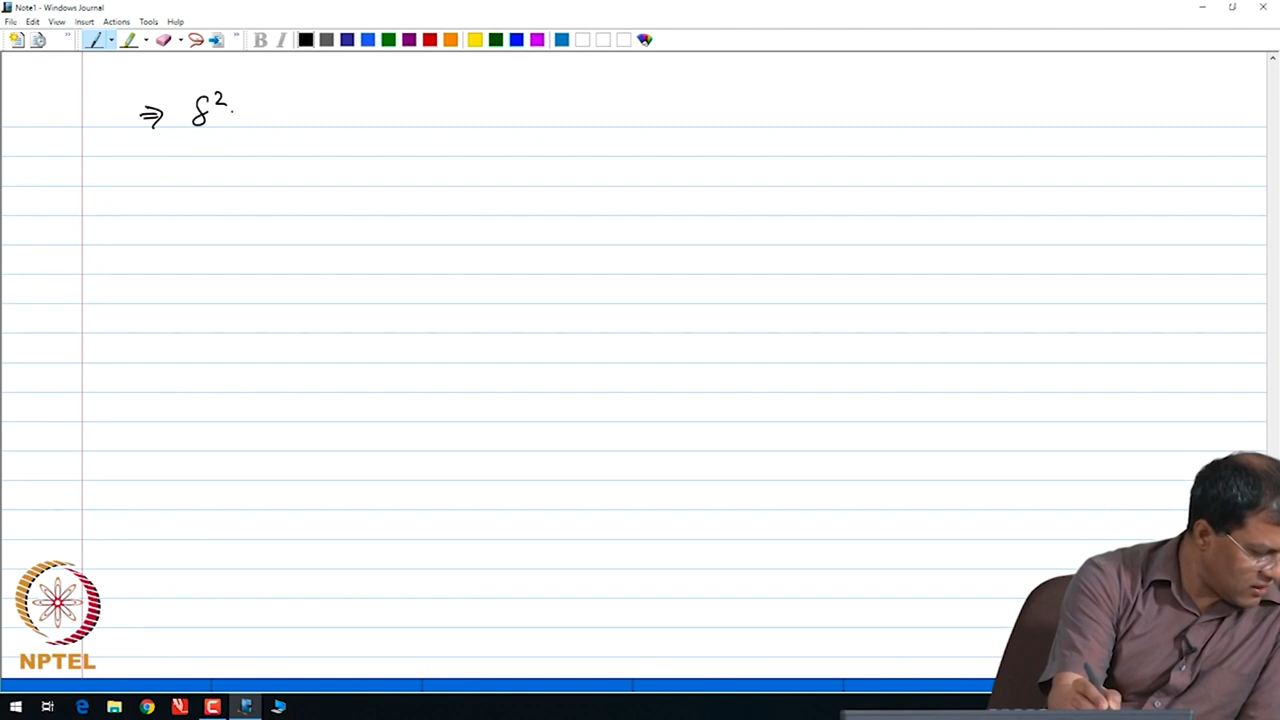 Note1 - Windows Journal
File Edit View Insert Actions Tools Help
B I
⇒ δ².
NPTEL